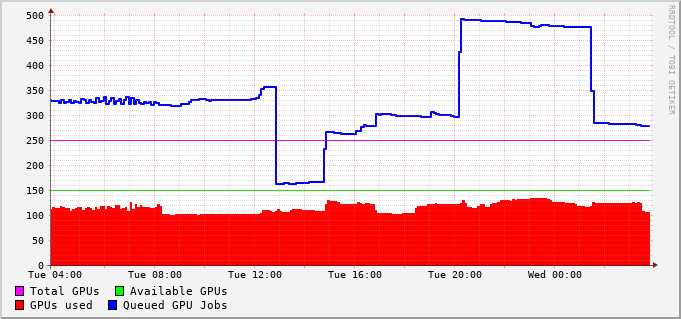 500
450
400
350
300
250
200
150
100
50
0
Tue 04:00 Tue 08:00 Tue 12:00 Tue 16:00 Tue 20:00 Wed 00:00
Total GPUs Available GPUs
GPUs used Queued GPU Jobs
RRDTOOL / TOBI OETIKER